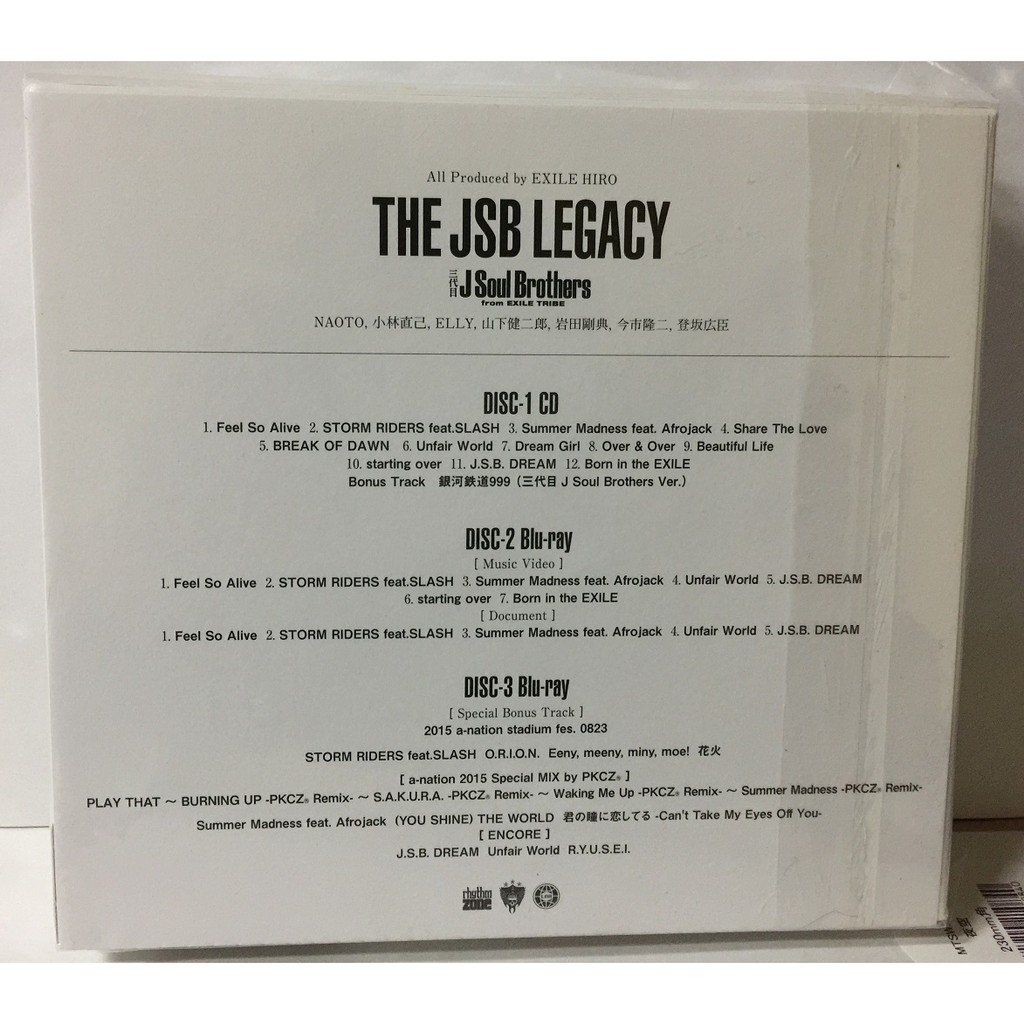 All Produced by EXILE HIRO
THE JSB LEGACY
三代目 J Soul Brothers
from EXILE TRIBE
NAOTO, 小林直己, ELLY, 山下健二郎, 岩田剛典, 今市隆二, 登坂広臣
DISC-1 CD
1. Feel So Alive 2. STORM RIDERS feat.SLASH 3. Summer Madness feat. Afrojack 4. Share The Love
5. BREAK OF DAWN 6. Unfair World 7. Dream Girl 8. Over & Over 9. Beautiful Life
10. starting over 11. J.S.B. DREAM 12. Born in the EXILE
Bonus Track 銀河鉄道999（三代目 J Soul Brothers Ver.）
DISC-2 Blu-ray
[ Music Video ]
1. Feel So Alive 2. STORM RIDERS feat.SLASH 3. Summer Madness feat. Afrojack 4. Unfair World 5. J.S.B. DREAM
6. starting over 7. Born in the EXILE
[ Document ]
1. Feel So Alive 2. STORM RIDERS feat.SLASH 3. Summer Madness feat. Afrojack 4. Unfair World 5. J.S.B. DREAM
DISC-3 Blu-ray
[ Special Bonus Track ]
2015 a-nation stadium fes. 0823
STORM RIDERS feat.SLASH O.R.I.O.N. Eeny, meeny, miny, moe! 花火
[ a-nation 2015 Special MIX by PKCZ® ]
PLAY THAT ～ BURNING UP -PKCZ® Remix- ～ S.A.K.U.R.A. -PKCZ® Remix- ～ Waking Me Up -PKCZ® Remix- ～ Summer Madness -PKCZ® Remix-
Summer Madness feat. Afrojack (YOU SHINE) THE WORLD 君の瞳に恋してる -Can't Take My Eyes Off You-
[ ENCORE ]
J.S.B. DREAM Unfair World R.Y.U.S.E.I.
rhythm
zone
230mm